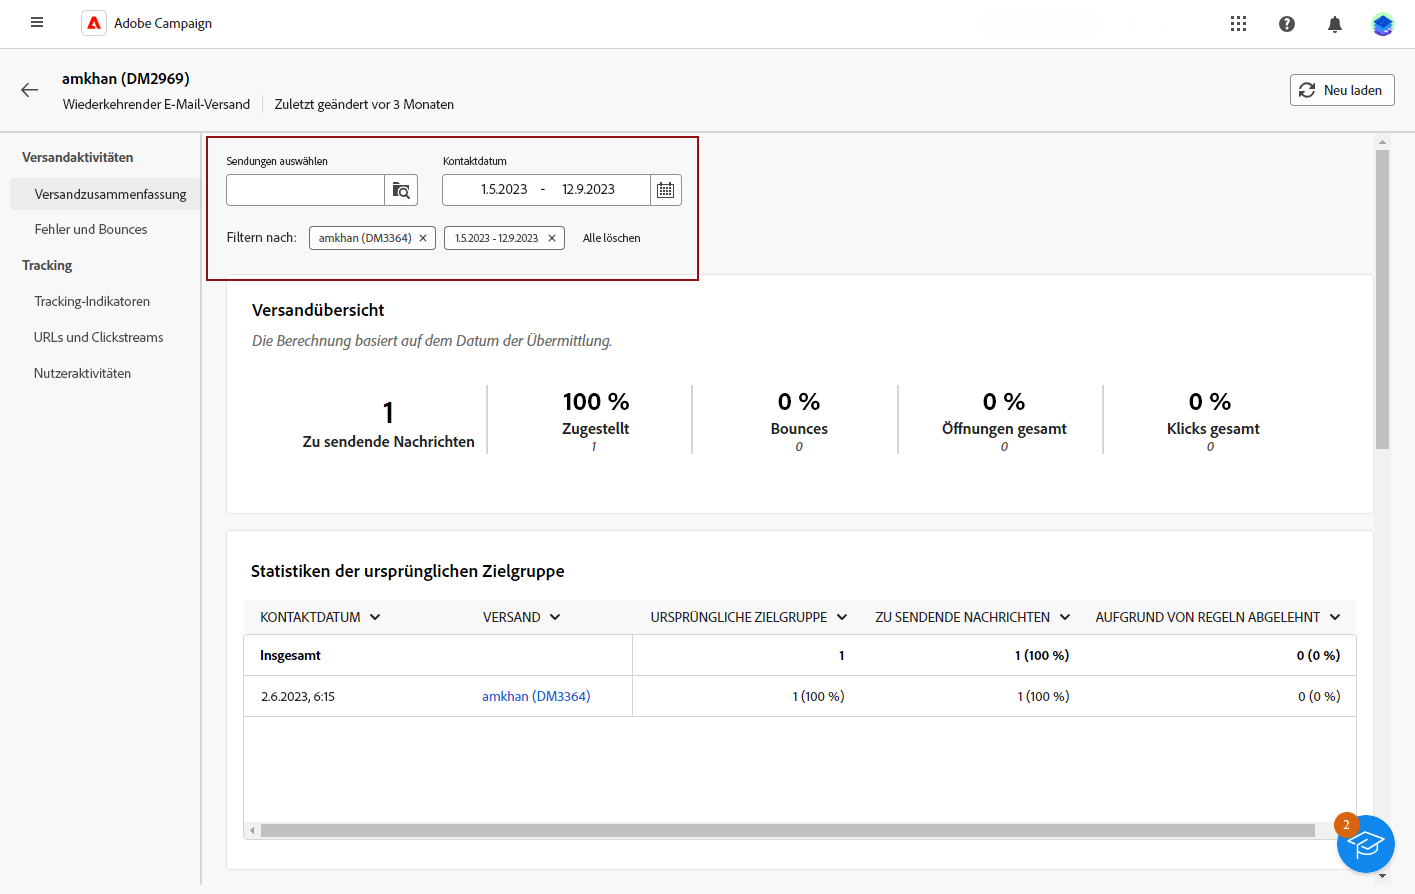 Adobe Campaign
amkhan (DM2969)
Wiederkehrender E-Mail-Versand Zuletzt geändert vor 3 Monaten
Neu laden
Versandaktivitäten
Versandzusammenfassung
Fehler und Bounces
Tracking
Tracking-Indikatoren
URLs und Clickstreams
Nutzeraktivitäten
Sendungen auswählen Kontaktdatum
1.5.2023 - 12.9.2023
Filtern nach: amkhan (DM3364) × 1.5.2023 - 12.9.2023 × Alle löschen
Versandübersicht
Die Berechnung basiert auf dem Datum der Übermittlung.
1 100 % 0 % 0 % 0 %
Zu sendende Nachrichten Zugestellt Bounces Öffnungen gesamt Klicks gesamt
1 0 0 0
Statistiken der ursprünglichen Zielgruppe
KONTAKTDATUM VERSAND URSPRÜNGLICHE ZIELGRUPPE ZU SENDENDE NACHRICHTEN AUFGRUND VON REGELN ABGELEHNT
Insgesamt 1 1 (100 %) 0 (0 %)
2.6.2023, 6:15 amkhan (DM3364) 1 (100 %) 1 (100 %) 0 (0 %)
2